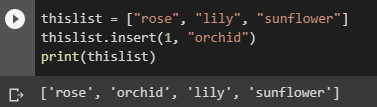 thislist = ["rose", "lily", "sunflower"]
thislist.insert(1, "orchid")
print(thislist)
['rose', 'orchid', 'lily', 'sunflower']